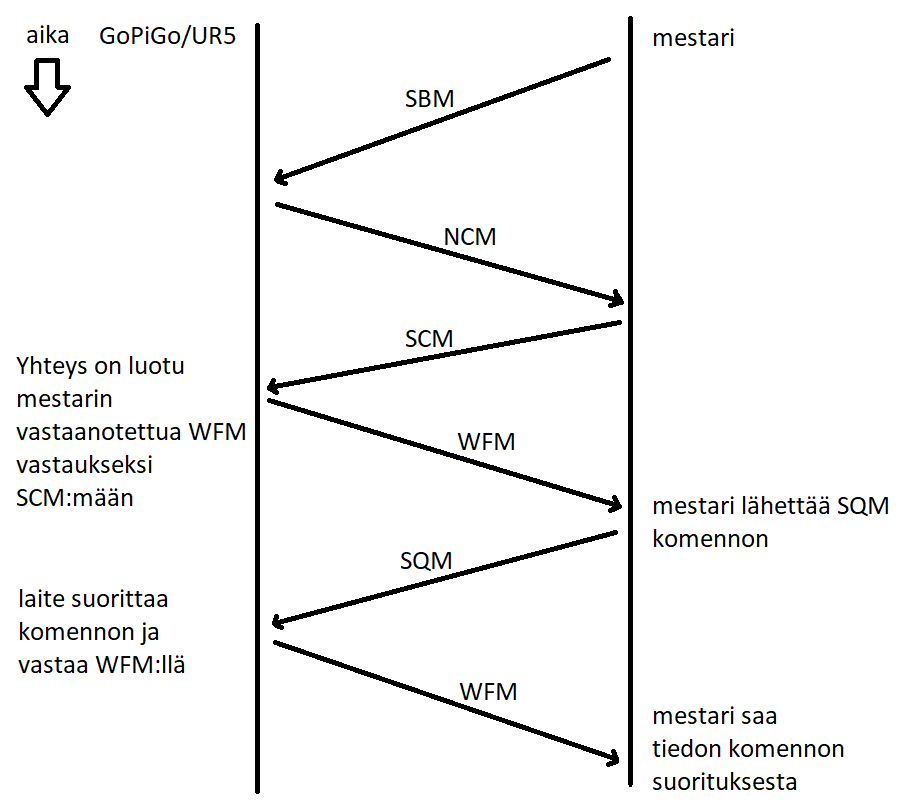 aika
GoPiGo/UR5
mestari
SBM
NCM
SCM
Yhteys on luotu
mestarin
vastaanotettua WFM
vastaukseksi
SCM:mään
WFM
mestari lähettää SQM
komennon
SQM
laite suorittaa
komennon ja
vastaa WFM:llä
WFM
mestari saa
tiedon komennon
suorituksesta